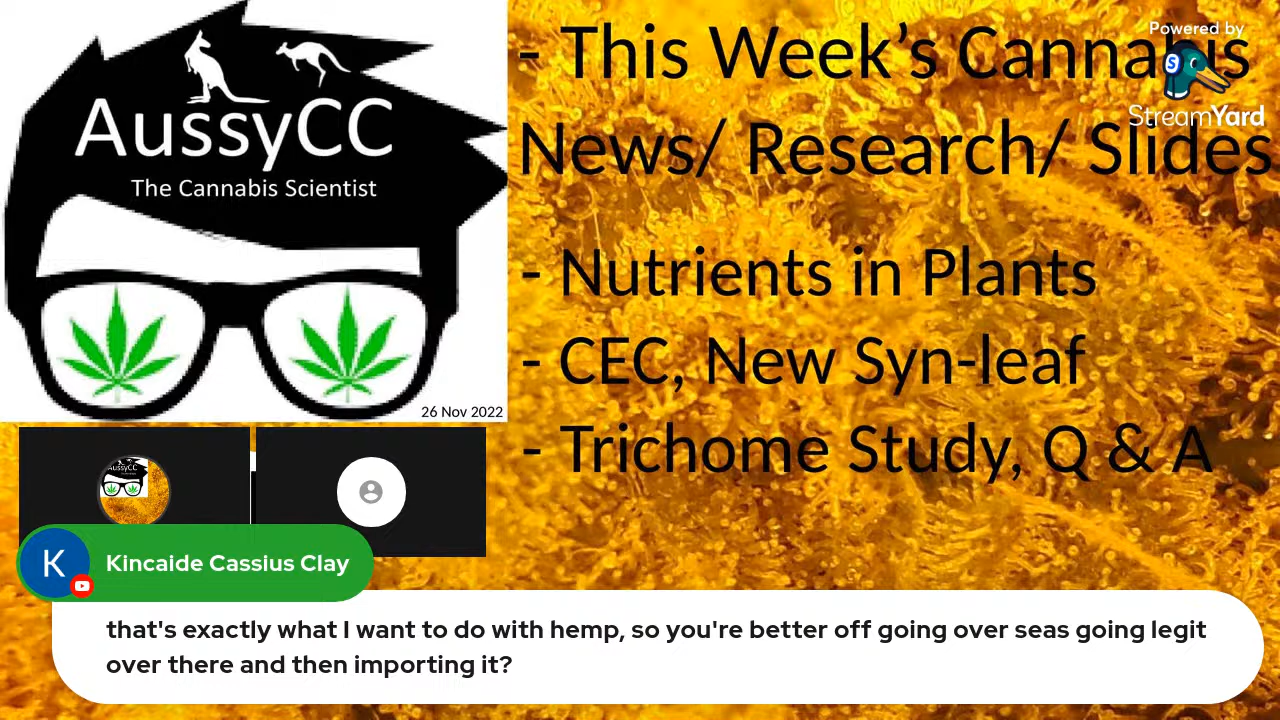 AussyCC
The Cannabis Scientist
26 Nov 2022
- This Week's Cannabis
News/ Research/ Slides
- Nutrients in Plants
- CEC, New Syn-leaf
- Trichome Study, Q & A
Powered by
S
StreamYard
K
Kincaide Cassius Clay
that's exactly what I want to do with hemp, so you're better off going over seas going legit
over there and then importing it?